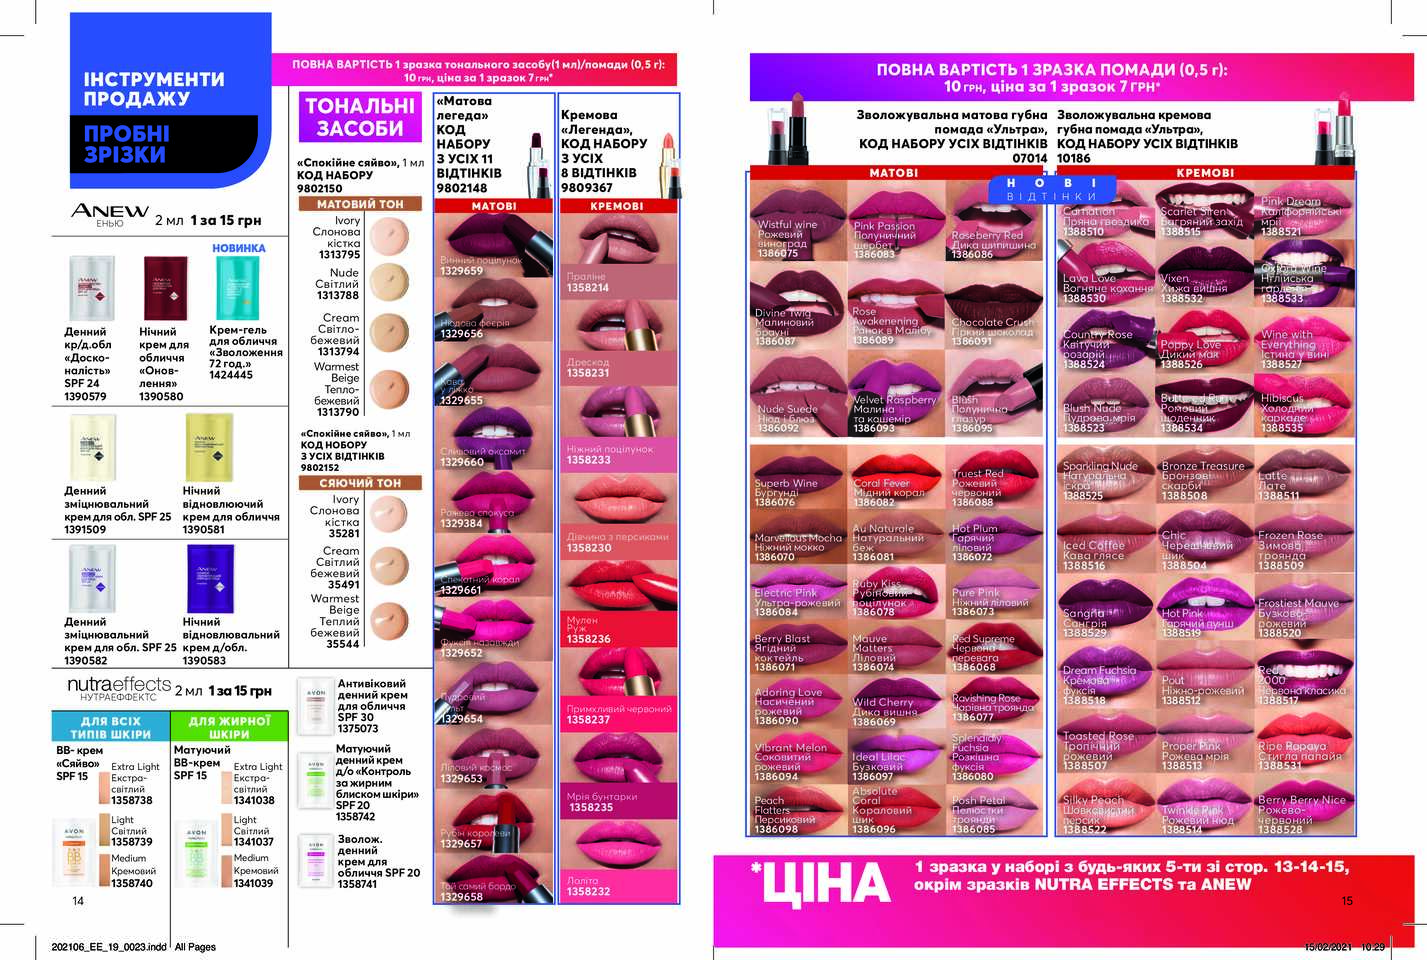 ІНСТРУМЕНТИ
ПРОДАЖУ
ПРОБНІ
ЗРІЗКИ
ПОВНА ВАРТІСТЬ 1 зразка тонального засобу(1 мл)/помади (0,5 г):
10 ГРН, ціна за 1 зразок 7 ГРН*
ANEW
ЕНЬЮ
2 мл 1 за 15 грн
НОВИНКА
Денний
кр/д.обл
«Доско-
налість»
SPF 24
1390579
Нічний
крем для
обличчя
«Онов-
лення»
1390580
Крем-гель
для обличчя
«Зволоження
72 год.»
1424445
Денний
зміцнювальний
крем для обл. SPF 25
1391509
Нічний
відновлюючий
крем для обличчя
1390581
Денний
зміцнювальний
крем для обл. SPF 25
1390582
Нічний
відновлювальний
крем д/обл.
1390583
nutraeffects
НУТРАЕФФЕКТС
2 мл 1 за 15 грн
ДЛЯ ВСІХ
ТИПІВ ШКІРИ
BB- крем
«Сяйво»
SPF 15
Extra Light
Екстра-
світлий
1358738
Light
Світлий
1358739
Medium
Кремовий
1358740
ДЛЯ ЖИРНОЇ
ШКІРИ
Матуючий
BB-крем
SPF 15
Extra Light
Екстра-
світлий
1341038
Light
Світлий
1341037
Medium
Кремовий
1341039
14
ТОНАЛЬНІ
ЗАСОБИ
«Спокійне сяйво», 1 мл
КОД НАБОРУ
9802150
МАТОВИЙ ТОН
Ivory
Слонова
кістка
1313795
Nude
Світлий
1313788
Cream
Світло-
бежевий
1313794
Warmest
Beige
Тепло-
бежевий
1313790
«Спокійне сяйво», 1 мл
КОД НАБОРУ
З УСІХ ВІДТІНКІВ
9802152
СЯЮЧИЙ ТОН
Ivory
Слонова
кістка
35281
Cream
Світлий
бежевий
35491
Warmest
Beige
Теплий
бежевий
35544
Антивіковий
денний крем
для обличчя
SPF 30
1375073
Матуючий
денний крем
д/о «Контроль
за жирним
блиском шкіри»
SPF 20
1358742
Зволож.
денний
крем для
обличчя SPF 20
1358741
«Матова
легеда»
КОД
НАБОРУ
З УСІХ 11
ВІДТІНКІВ
9802148
МАТОВІ
Винний поцілунок
1329659
Нюдова феєрія
1329656
Кава
у ліжко
1329655
Сливовий оксамит
1329660
Рожева спокуса
1329384
Спекотний корал
1329661
Фуксія назавжди
1329652
Пудровий
1329654
Ліловий космос
1329653
Рубін королеви
1329657
Той самий бордо
1329658
Кремова
«Легенда»,
КОД НАБОРУ
З УСІХ
8 ВІДТІНКІВ
9809367
КРЕМОВІ
Праліне
1358214
Дрескод
1358231
Ніжний поцілунок
1358233
Дівчина з персиками
1358230
Мулен
Руж
1358236
Примхливий червоний
1358237
Мрія бунтарки
1358235
Лаліта
1358232
ПОВНА ВАРТІСТЬ 1 ЗРАЗКА ПОМАДИ (0,5 г):
10 ГРН, ціна за 1 зразок 7 ГРН*
Зволожувальна матова губна
помада «Ультра»,
КОД НАБОРУ УСІХ ВІДТІНКІВ
07014
Зволожувальна кремова
губна помада «Ультра»,
КОД НАБОРУ УСІХ ВІДТІНКІВ
10186
МАТОВІ
НОВІ
ВІДТІНКИ
КРЕМОВІ
Wistful wine
Рожевий
виноград
1386075
Pink Passion
Полуничний
щербет
1386083
Roseberry Red
Дика шипшина
1386086
Divine Twig
Малиновий
брауні
1386087
Rose
Awakenening
Ранок в Малібу
1386089
Chocolate Crush
Гіркий шоколад
1386091
Nude Suede
Нюд і блюз
1386092
Velvet Raspberry
Малина
та кашемір
1386093
Blush
Полунична
глазур
1386095
Superb Wine
Бургунді
1386076
Coral Fever
Мідний корал
1386082
Truest Red
Рожевий
червоний
1386088
Marvellous Mocha
Ніжний мокко
1386070
Au Naturale
Натуральний
беж
1386081
Hot Plum
Гарячий
ліловий
1386072
Electric Pink
Ультра-рожевий
1386084
Ruby Kiss
Рубіновий
поцілунок
1386078
Pure Pink
Ніжний ліловий
1386073
Berry Blast
Ягідний
коктейль
1386071
Mauve
Matters
Ліловий
1386074
Red Supreme
Червона
перевага
1386068
Adoring Love
Насичений
рожевий
1386090
Wild Cherry
Дика вишня
1386069
Ravishing Rose
Чарівна троянда
1386077
Vibrant Melon
Соковитий
рожевий
1386094
Ideal Lilac
Бузковий
1386097
Splendidly
Fuchsia
Розкішна
фуксія
1386080
Peach
Flatters
Персиковий
1386098
Absolute
Coral
Кораловий
шик
1386096
Posh Petal
Пелюстки
троянди
1386085
Carnation
Пряна гвоздика
1388510
Scarlet Siren
Багряний захід
1388515
Pink Dream
Каліфорнійські
мрії
1388521
Lava Love
Вогняне кохання
1388530
Vixen
Хижа вишня
1388532
Oxford Wine
Нглійська
гарденія
1388533
Country Rose
Квітучий
розарій
1388524
Poppy Love
Дикий мак
1388526
Wine with
Everything
Істина у вині
1388527
Blush Nude
Пудрова мрія
1388523
Buttered Rum
Ромовий
щоденник
1388534
Hibiscus
Холодний
каркаде
1388535
Sparkling Nude
Натуральна
іскра
1388525
Bronze Treasure
Бронзові
скарби
1388508
Latte
Лате
1388511
Iced Coffee
Кава глясе
1388516
Chic
Черешневий
шик
1388504
Frozen Rose
Зимова
троянда
1388509
Sangria
Сангрія
1388529
Hot Pink
Гарячий пунш
1388519
Frostiest Mauve
Бузково-
рожевий
1388520
Dream Fuchsia
Кремова
фуксія
1388518
Pout
Ніжно-рожевий
1388512
Red
2000
Червона класика
1388517
Toasted Rose
Тропічний
рожевий
1388507
Proper Pink
Рожева мрія
1388513
Ripe Papaya
Стигла папайя
1388531
Silky Peach
Шовковистий
персик
1388522
Twinkle Pink
Рожевий нюд
1388514
Berry Berry Nice
Рожево-
червоний
1388528
*ЦІНА
1 зразка у наборі з будь-яких 5-ти зі стор. 13-14-15,
окрім зразків NUTRA EFFECTS та ANEW
15
202106_EE_19_0023.indd All Pages
15/02/2021 10:29